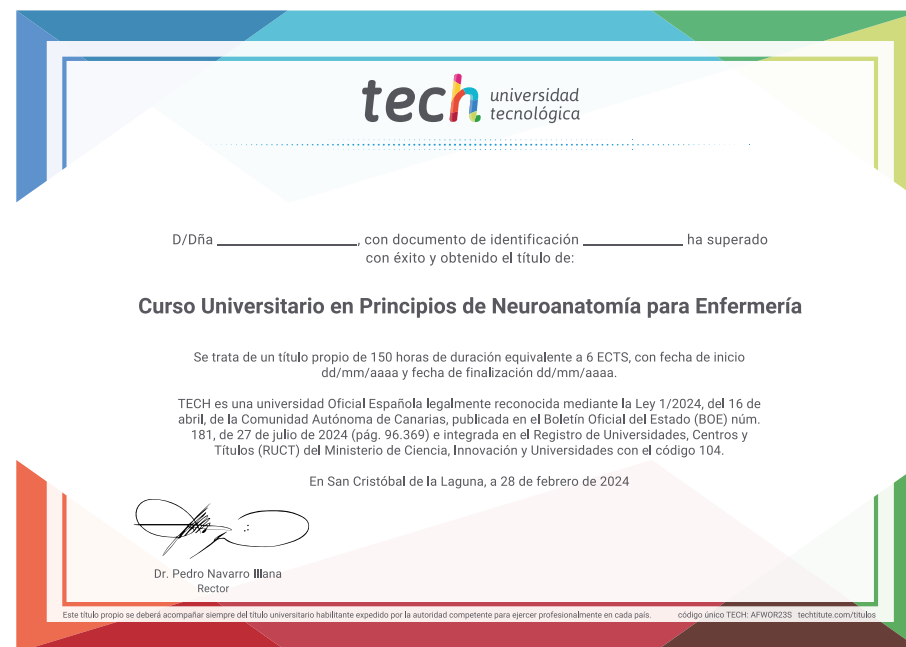 tech universidad
tecnológica
D/Dña ____________________, con documento de identificación ______________ ha superado
con éxito y obtenido el título de:
Curso Universitario en Principios de Neuroanatomía para Enfermería
Se trata de un título propio de 150 horas de duración equivalente a 6 ECTS, con fecha de inicio
dd/mm/aaaa y fecha de finalización dd/mm/aaaa.
TECH es una universidad Oficial Española legalmente reconocida mediante la Ley 1/2024, del 16 de
abril, de la Comunidad Autónoma de Canarias, publicada en el Boletín Oficial del Estado (BOE) núm.
181, de 27 de julio de 2024 (pág. 96.369) e integrada en el Registro de Universidades, Centros y
Títulos (RUCT) del Ministerio de Ciencia, Innovación y Universidades con el código 104.
En San Cristóbal de la Laguna, a 28 de febrero de 2024
Dr. Pedro Navarro Illana
Rector
Este título propio se deberá acompañar siempre del título universitario habilitante expedido por la autoridad competente para ejercer profesionalmente en cada país. código único TECH: AFWOR23S techtitute.com/titulos